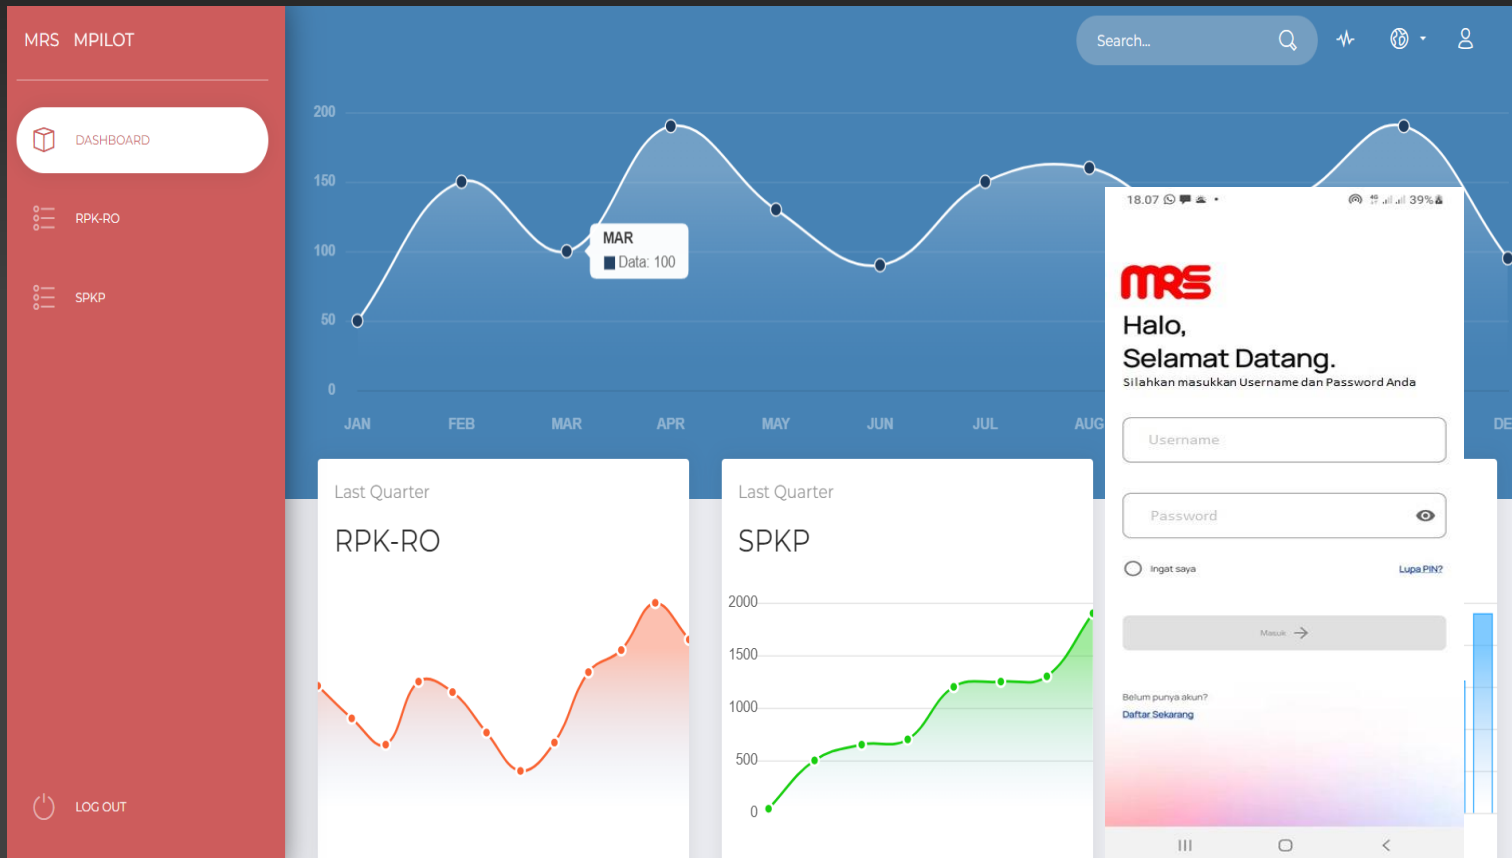 MRS MPILOT
DASHBOARD
RPK-RO
SPKP
LOG OUT
Search...
200
150
100
50
0
MAR
Data: 100
JAN FEB MAR APR MAY JUN JUL AUG DE
Last Quarter
RPK-RO
Last Quarter
SPKP
2000
1500
1000
500
0
18.07 39%
MRS
Halo,
Selamat Datang.
Silahkan masukkan Username dan Password Anda
Username
Password
Ingat saya Lupa PIN?
Masuk
Belum punya akun?
Daftar Sekarang